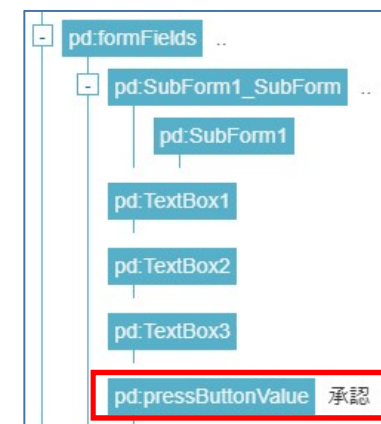 - pd:formFields ..
- pd:SubForm1_SubForm ..
pd:SubForm1
pd:TextBox1
pd:TextBox2
pd:TextBox3
pd:pressButtonValue 承認